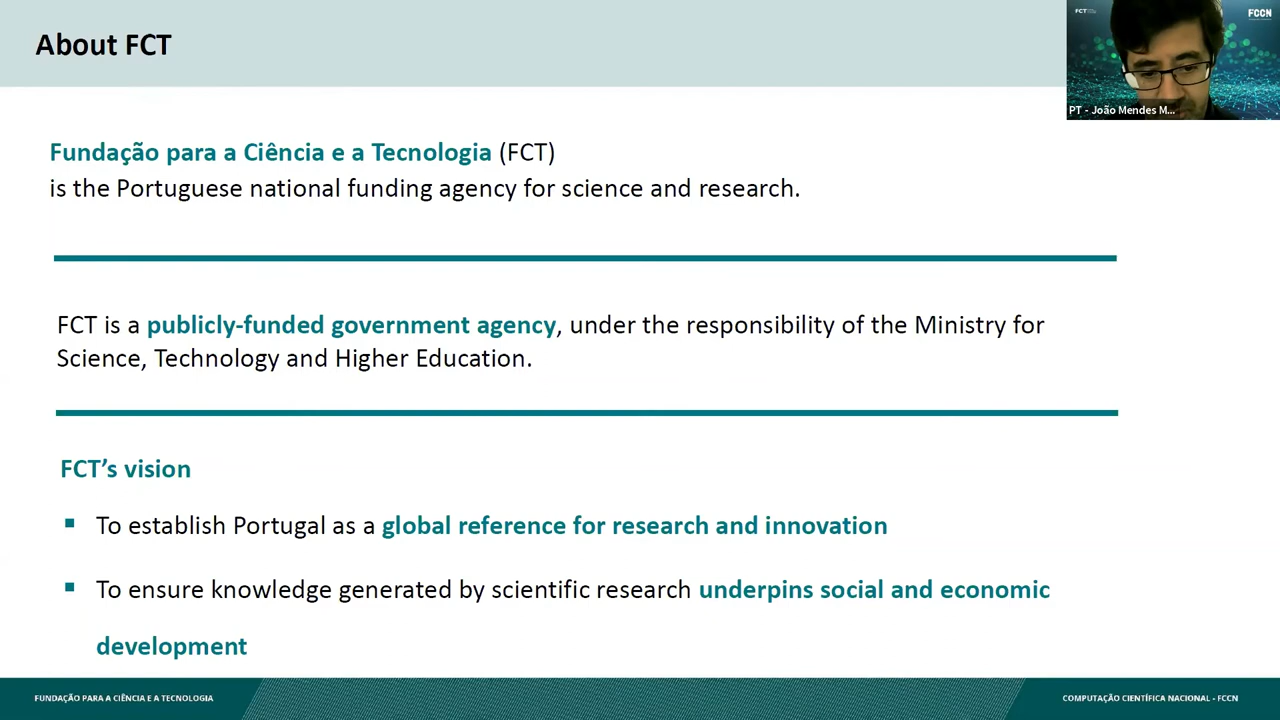 About FCT
FCT
FCCN
PT - João Mendes M...
Fundação para a Ciência e a Tecnologia (FCT)
is the Portuguese national funding agency for science and research.
FCT is a publicly-funded government agency, under the responsibility of the Ministry for
Science, Technology and Higher Education.
FCT’s vision
▪ To establish Portugal as a global reference for research and innovation
▪ To ensure knowledge generated by scientific research underpins social and economic
development
FUNDAÇÃO PARA A CIÊNCIA E A TECNOLOGIA
COMPUTAÇÃO CIENTÍFICA NACIONAL - FCCN